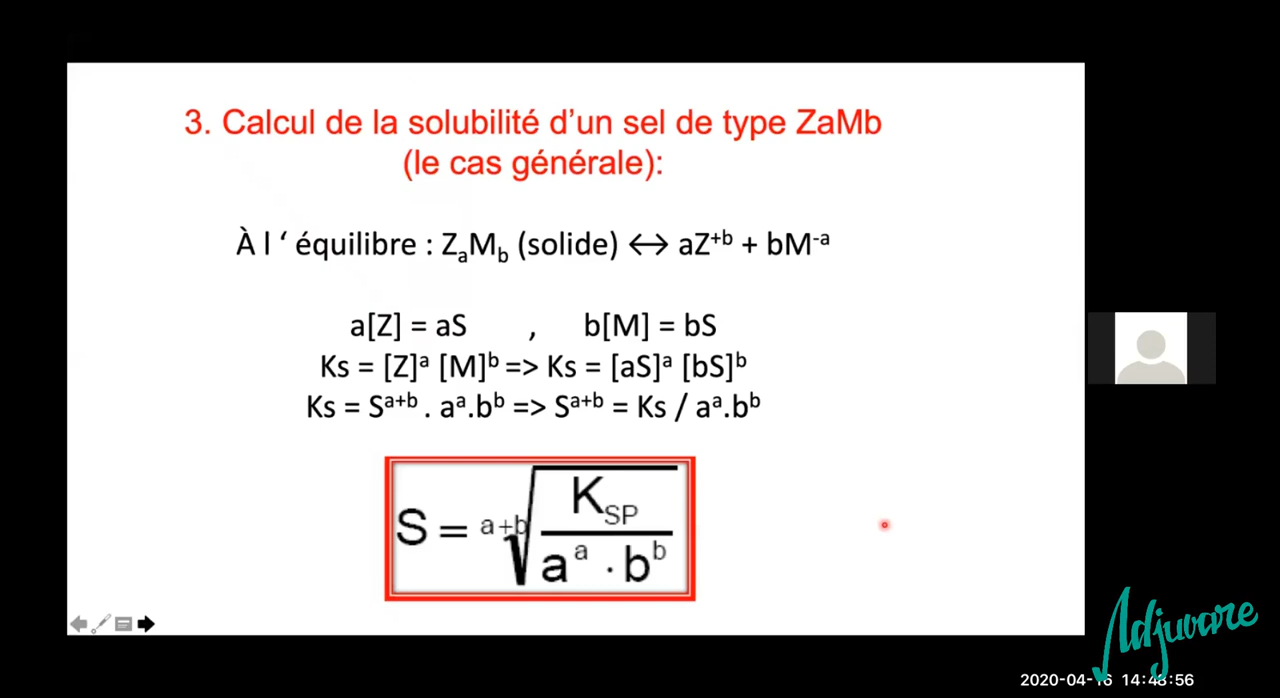 3. Calcul de la solubilité d’un sel de type ZaMb
(le cas générale):
À l ‘ équilibre : ZₐM_b (solide) ↔ aZ⁺ᵇ + bM⁻ᵃ
a[Z] = aS , b[M] = bS
Ks = [Z]ᵃ [M]ᵇ => Ks = [aS]ᵃ [bS]ᵇ
Ks = Sᵃ⁺ᵇ . aᵃ.bᵇ => Sᵃ⁺ᵇ = Ks / aᵃ.bᵇ
S = ᵃ⁺ᵇ√(K_SP / aᵃ · bᵇ)
Adjuvare
2020-04-16 14:48:56